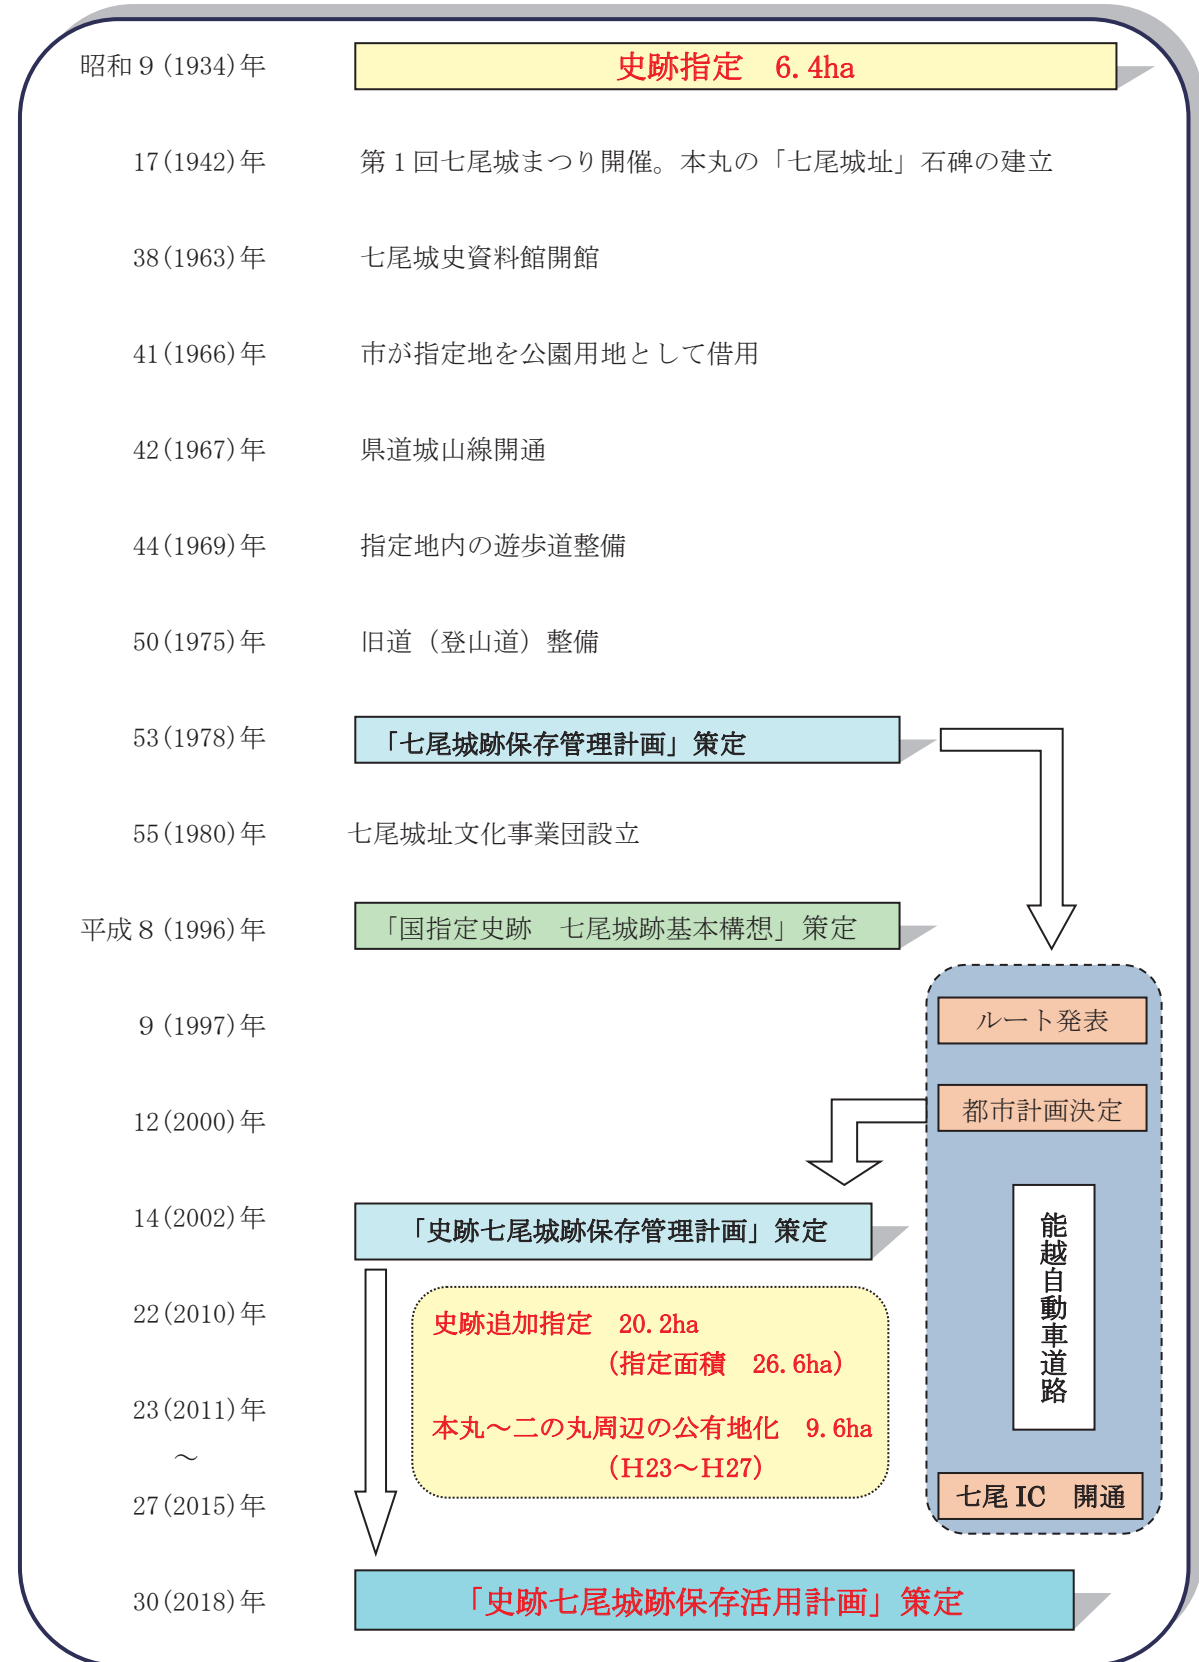 昭和９(1934)年
史跡指定　6.4ha
17(1942)年
第１回七尾城まつり開催。本丸の「七尾城址」石碑の建立
38(1963)年
七尾城史資料館開館
41(1966)年
市が指定地を公園用地として借用
42(1967)年
県道城山線開通
44(1969)年
指定地内の遊歩道整備
50(1975)年
旧道（登山道）整備
53(1978)年
「七尾城跡保存管理計画」策定
55(1980)年
七尾城址文化事業団設立
平成８(1996)年
「国指定史跡　七尾城跡基本構想」策定
９(1997)年
ルート発表
12(2000)年
都市計画決定
14(2002)年
「史跡七尾城跡保存管理計画」策定
能越自動車道路
22(2010)年
史跡追加指定　20.2ha
(指定面積　26.6ha)
23(2011)年
本丸～二の丸周辺の公有地化　9.6ha
(H23～H27)
～
27(2015)年
七尾 IC　開通
30(2018)年
「史跡七尾城跡保存活用計画」策定